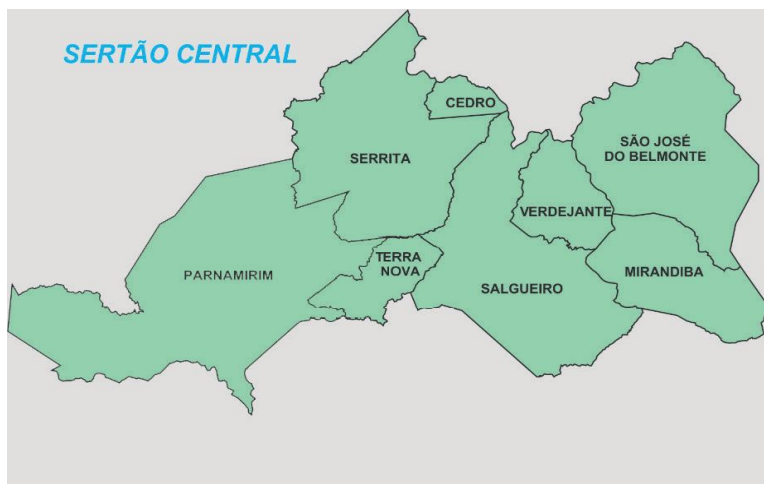 SERTÃO CENTRAL
CEDRO
SÃO JOSÉ
DO BELMONTE
SERRITA
VERDEJANTE
TERRA
NOVA
PARNAMIRIM
SALGUEIRO
MIRANDIBA